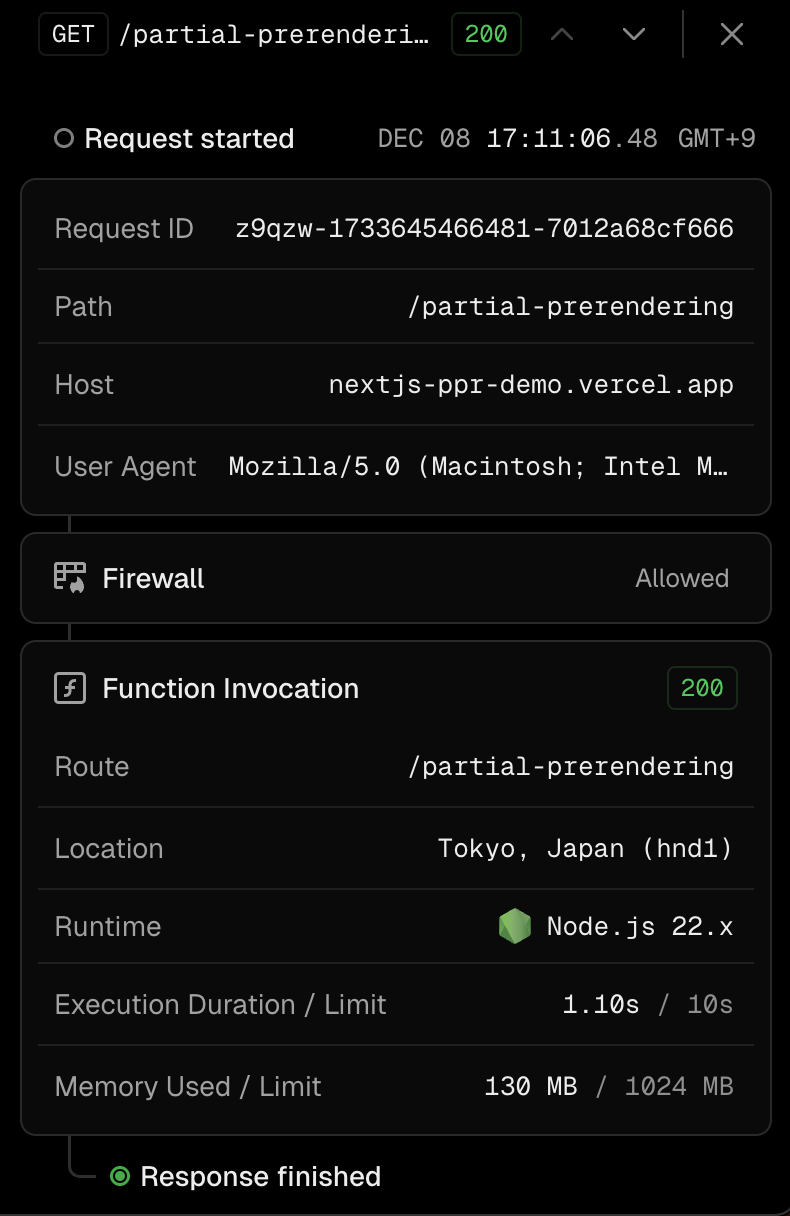 GET /partial-prerenderi… 200
Request started DEC 08 17:11:06.48 GMT+9
Request ID z9qzw-1733645466481-7012a68cf666
Path /partial-prerendering
Host nextjs-ppr-demo.vercel.app
User Agent Mozilla/5.0 (Macintosh; Intel M…
Firewall Allowed
Function Invocation 200
Route /partial-prerendering
Location Tokyo, Japan (hnd1)
Runtime Node.js 22.x
Execution Duration / Limit 1.10s / 10s
Memory Used / Limit 130 MB / 1024 MB
Response finished